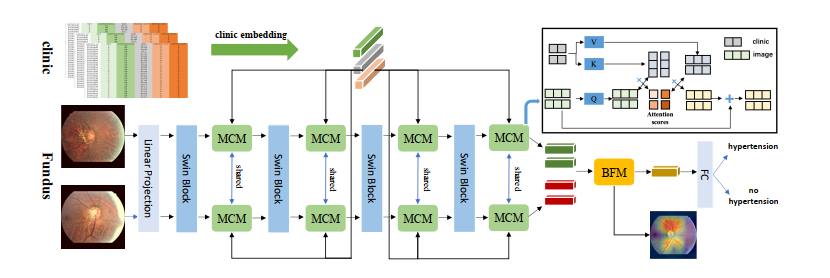 clinic
clinic embedding
Fundus
Linear Projection
Swin Block
MCM
MCM
shared
Swin Block
MCM
MCM
shared
Swin Block
MCM
MCM
shared
Swin Block
MCM
MCM
shared
V
K
Q
Attention
scores
clinic
image
BFM
FC
hypertension
no
hypertension